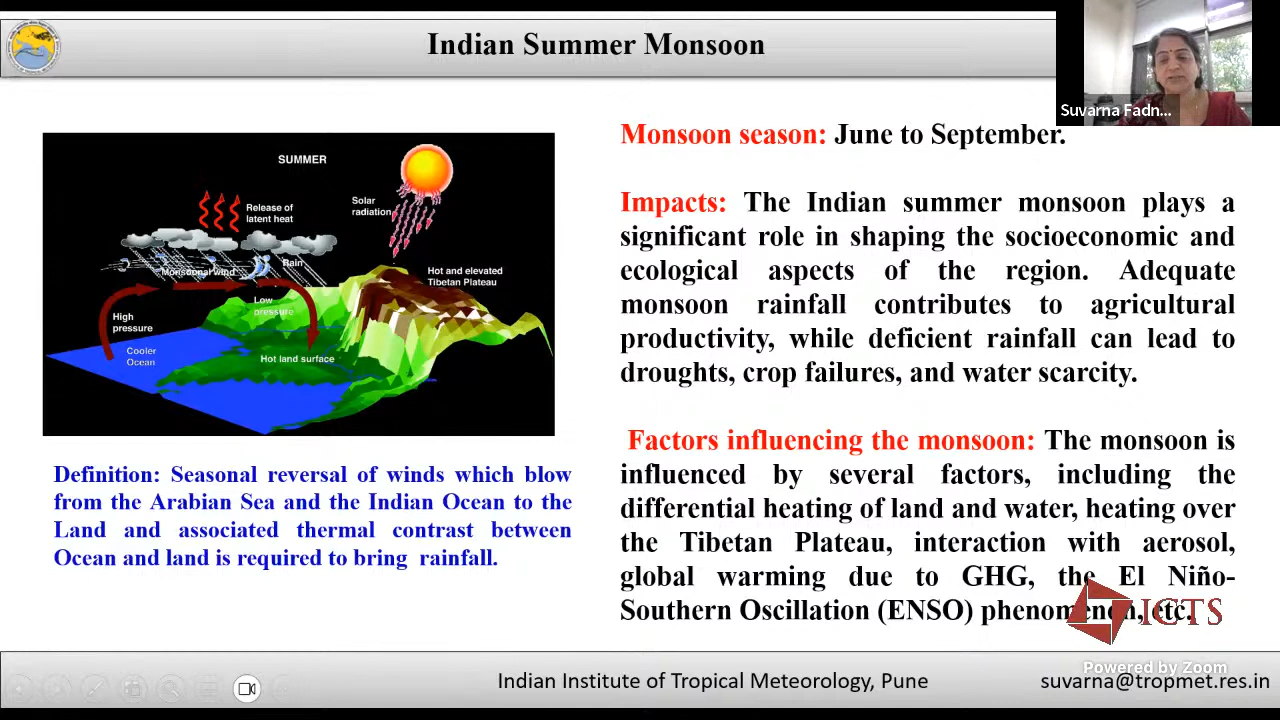 Indian Summer Monsoon
Suvarna Fadn...
SUMMER
Release of
latent heat
Solar
radiation
Monsoonal wind
Rain
Hot and elevated
Tibetan Plateau
Low
pressure
High
pressure
Cooler
Ocean
Hot land surface
Definition: Seasonal reversal of winds which blow
from the Arabian Sea and the Indian Ocean to the
Land and associated thermal contrast between
Ocean and land is required to bring rainfall.
Monsoon season: June to September.
Impacts: The Indian summer monsoon plays a
significant role in shaping the socioeconomic and
ecological aspects of the region. Adequate
monsoon rainfall contributes to agricultural
productivity, while deficient rainfall can lead to
droughts, crop failures, and water scarcity.
Factors influencing the monsoon: The monsoon is
influenced by several factors, including the
differential heating of land and water, heating over
the Tibetan Plateau, interaction with aerosol,
global warming due to GHG, the El Niño-
Southern Oscillation (ENSO) phenomenon, etc.
ICTS
Powered by Zoom
Indian Institute of Tropical Meteorology, Pune
suvarna@tropmet.res.in